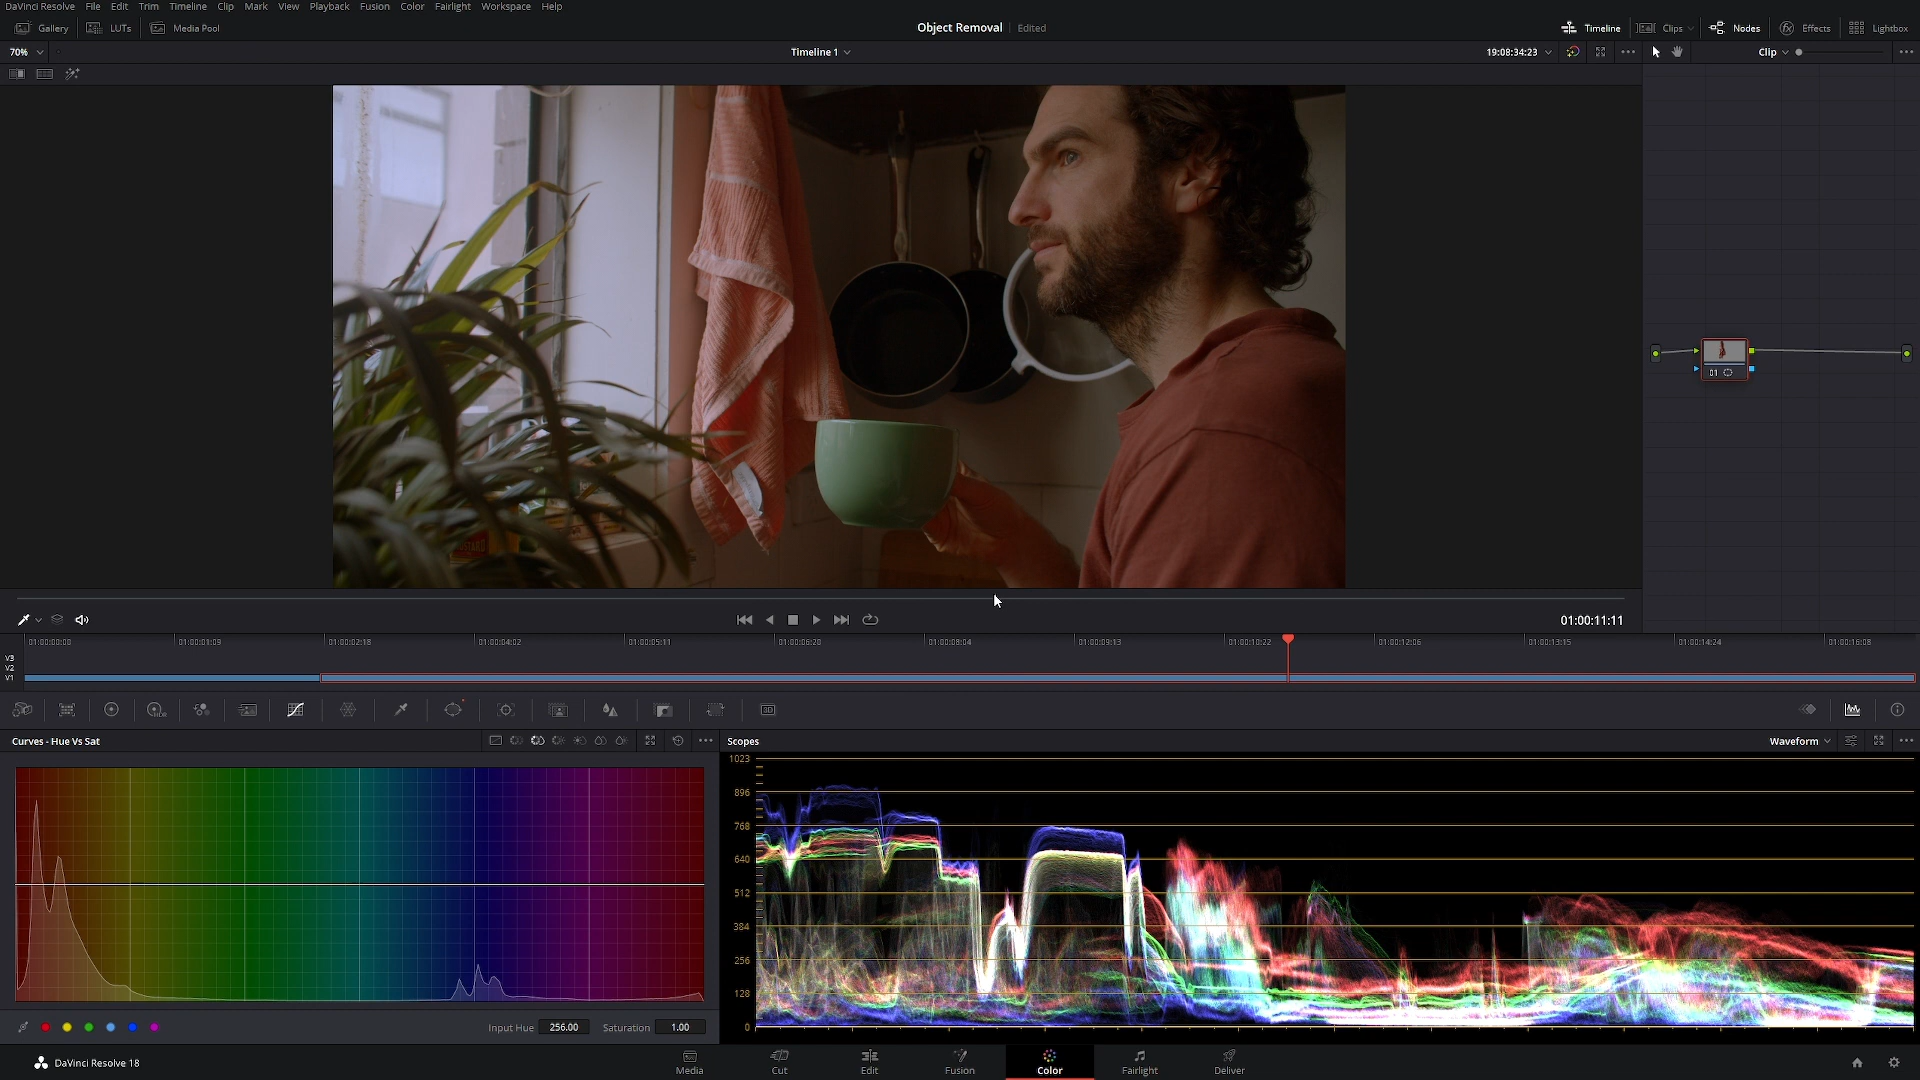 DaVinci Resolve File Edit Trim Timeline Clip Mark View Playback Fusion Color Fairlight Workspace Help
Gallery LUTs Media Pool Object Removal Edited Timeline Clips Nodes Effects Lightbox
70% Timeline 1 19:08:34:23 Clip
01
01:00:11:11
01:00:00:00 01:00:01:09 01:00:02:18 01:00:04:02 01:00:05:11 01:00:06:20 01:00:08:04 01:00:09:13 01:00:10:22 01:00:12:06 01:00:13:15 01:00:14:24 01:00:16:08
V3
V2
V1
HDR
3D
Curves - Hue Vs Sat
Scopes Waveform
1023
896
768
640
512
384
256
128
0
Input Hue 256.00 Saturation 1.00
DaVinci Resolve 18 Media Cut Edit Fusion Color Fairlight Deliver